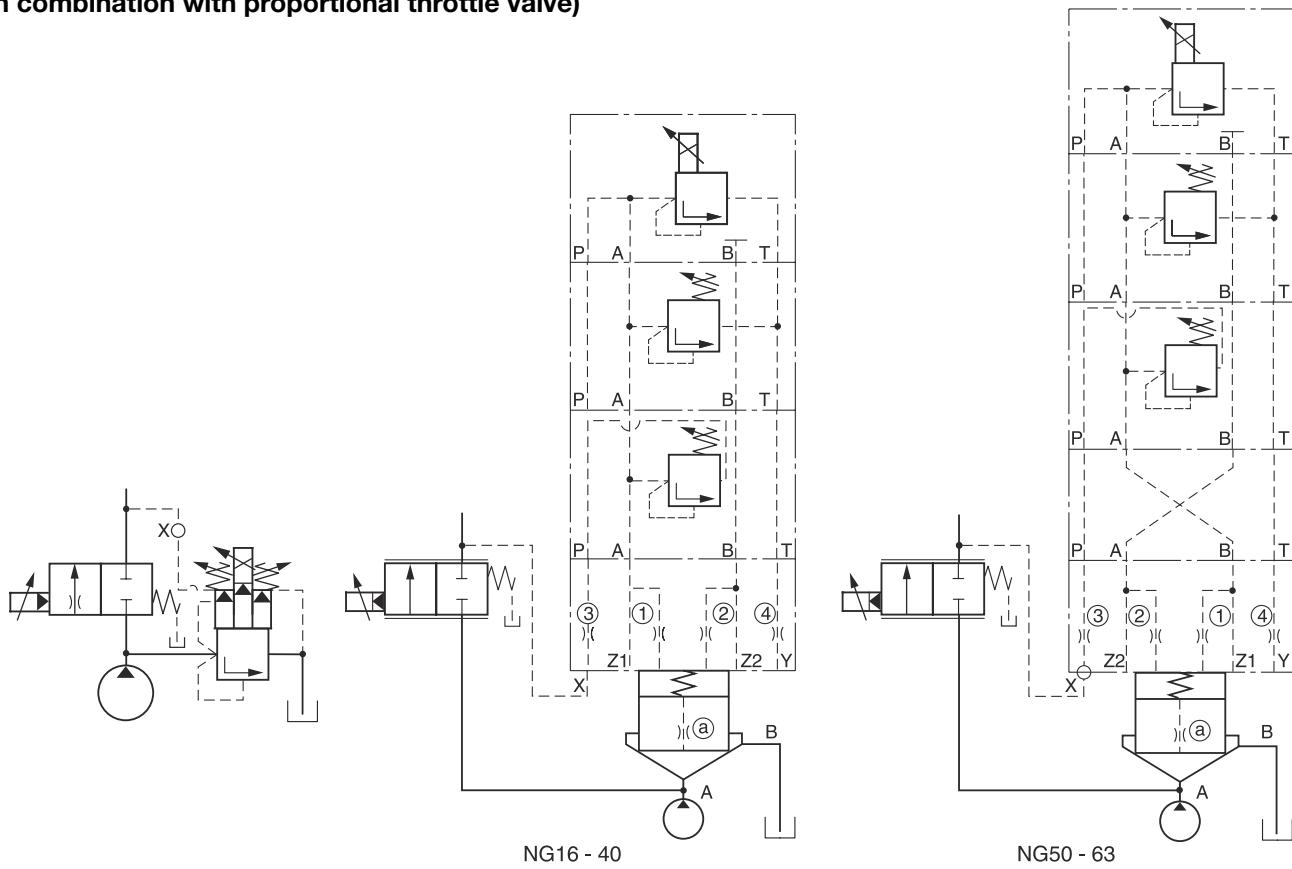 n combination with proportional throttle valve)
X
P A B T
P A B T
P A B T
③ ① ② ④
Z1 Z2 Y
X
ⓐ B
A
NG16 - 40
P A B T
P A B T
P A B T
P A B T
③ ② ① ④
Z2 Z1 Y
X
ⓐ B
A
NG50 - 63